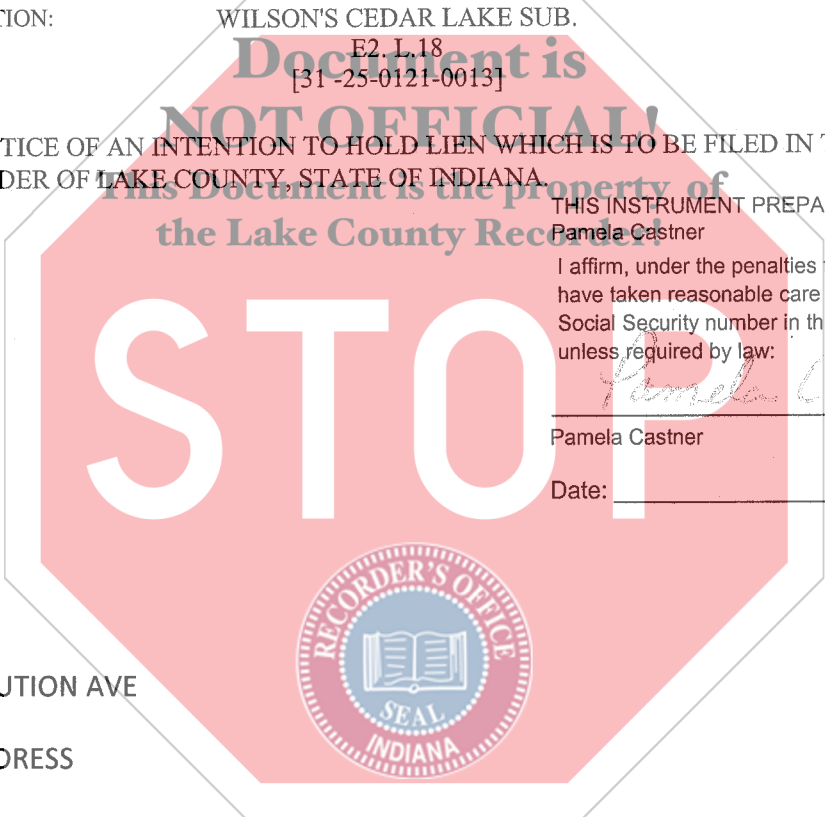 TION:
WILSON'S CEDAR LAKE SUB.
E2. L.18
[31 -25-0121-0013]
Document is
NOT OFFICIAL!
This Document is the property of
the Lake County Recorder!
TICE OF AN INTENTION TO HOLD LIEN WHICH IS TO BE FILED IN T
DER OF LAKE COUNTY, STATE OF INDIANA.
THIS INSTRUMENT PREPA
Pamela Castner
I affirm, under the penalties
have taken reasonable care
Social Security number in th
unless required by law:
Pamela C
Pamela Castner
Date:
STOP
RECORDER'S OFFICE
SEAL
INDIANA
UTION AVE
DRESS